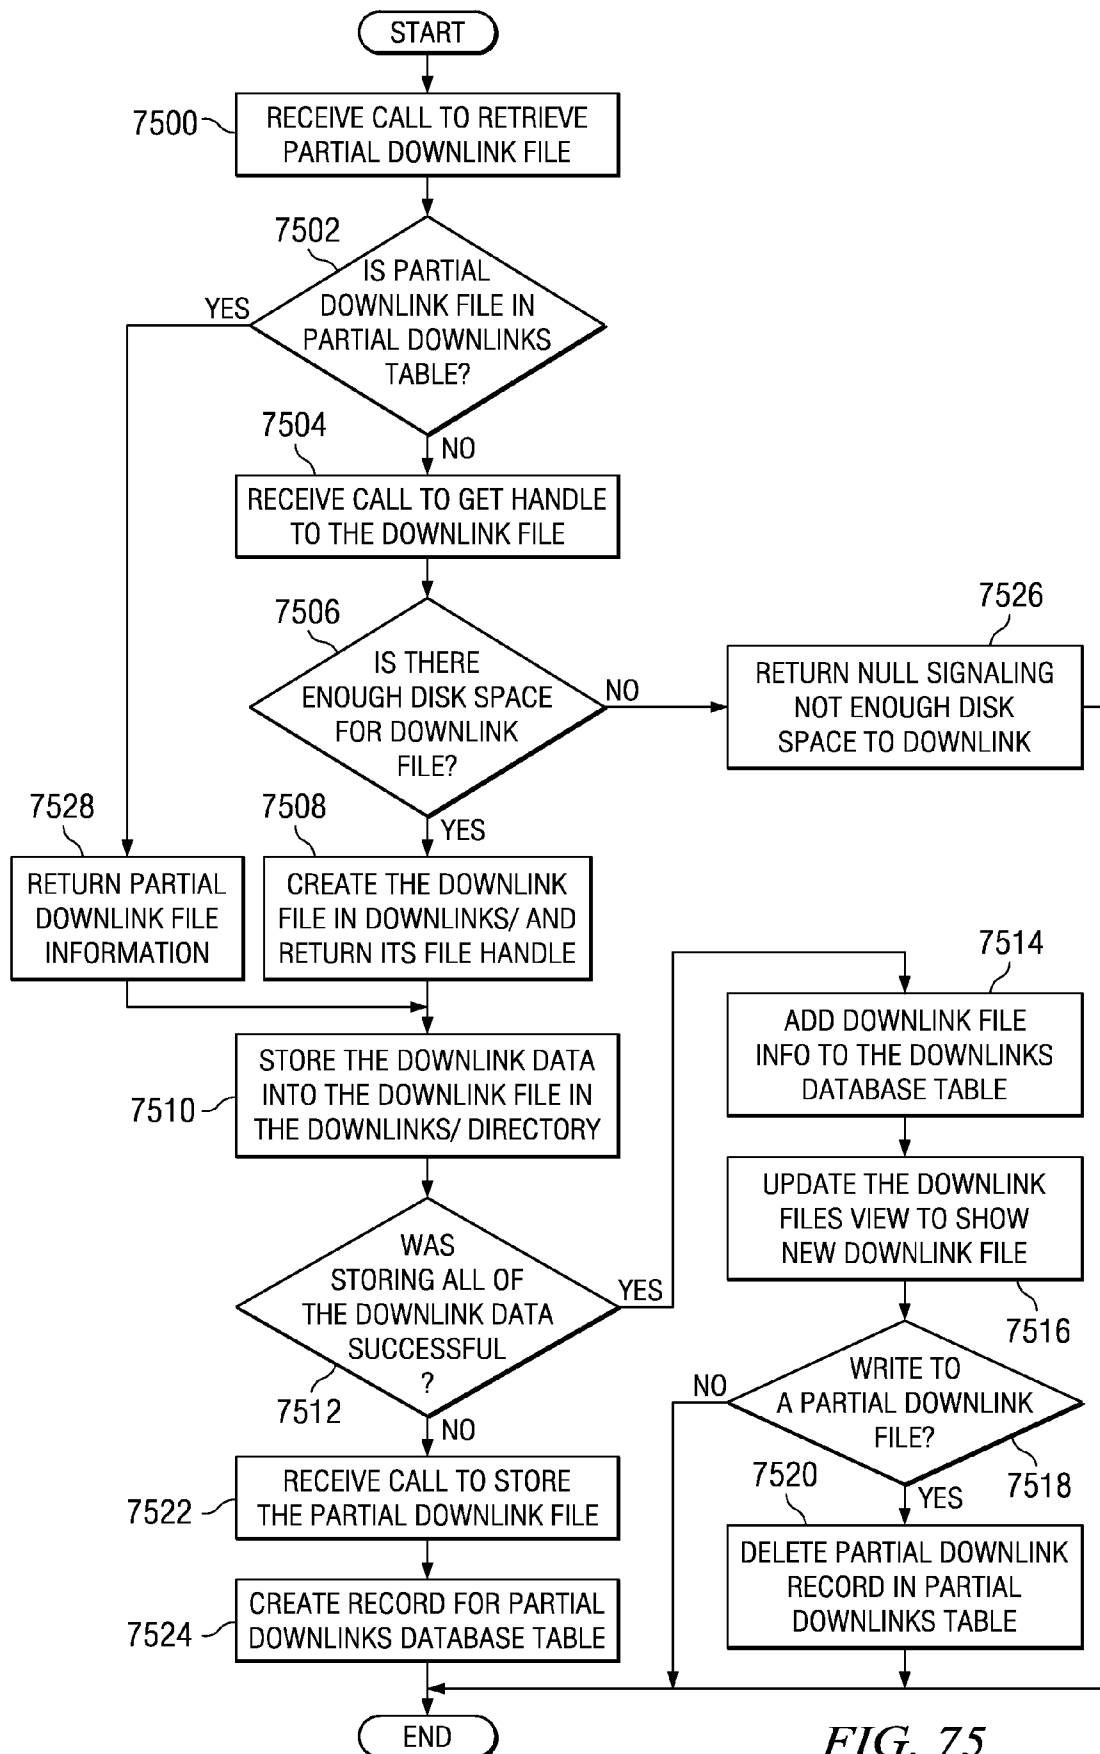 START
7500
RECEIVE CALL TO RETRIEVE
PARTIAL DOWNLINK FILE
7502
IS PARTIAL
DOWNLINK FILE IN
PARTIAL DOWNLINKS
TABLE?
YES
NO
7504
RECEIVE CALL TO GET HANDLE
TO THE DOWNLINK FILE
7506
IS THERE
ENOUGH DISK SPACE
FOR DOWNLINK
FILE?
NO
YES
7526
RETURN NULL SIGNALING
NOT ENOUGH DISK
SPACE TO DOWNLINK
7528
RETURN PARTIAL
DOWNLINK FILE
INFORMATION
7508
CREATE THE DOWNLINK
FILE IN DOWNLINKS/ AND
RETURN ITS FILE HANDLE
7510
STORE THE DOWNLINK DATA
INTO THE DOWNLINK FILE IN
THE DOWNLINKS/ DIRECTORY
WAS
STORING ALL OF
THE DOWNLINK DATA
SUCCESSFUL
?
7512
YES
NO
7514
ADD DOWNLINK FILE
INFO TO THE DOWNLINKS
DATABASE TABLE
UPDATE THE DOWNLINK
FILES VIEW TO SHOW
NEW DOWNLINK FILE
7516
WRITE TO
A PARTIAL DOWNLINK
FILE?
NO
7518
YES
7520
DELETE PARTIAL DOWNLINK
RECORD IN PARTIAL
DOWNLINKS TABLE
7522
RECEIVE CALL TO STORE
THE PARTIAL DOWNLINK FILE
7524
CREATE RECORD FOR PARTIAL
DOWNLINKS DATABASE TABLE
END
FIG. 75